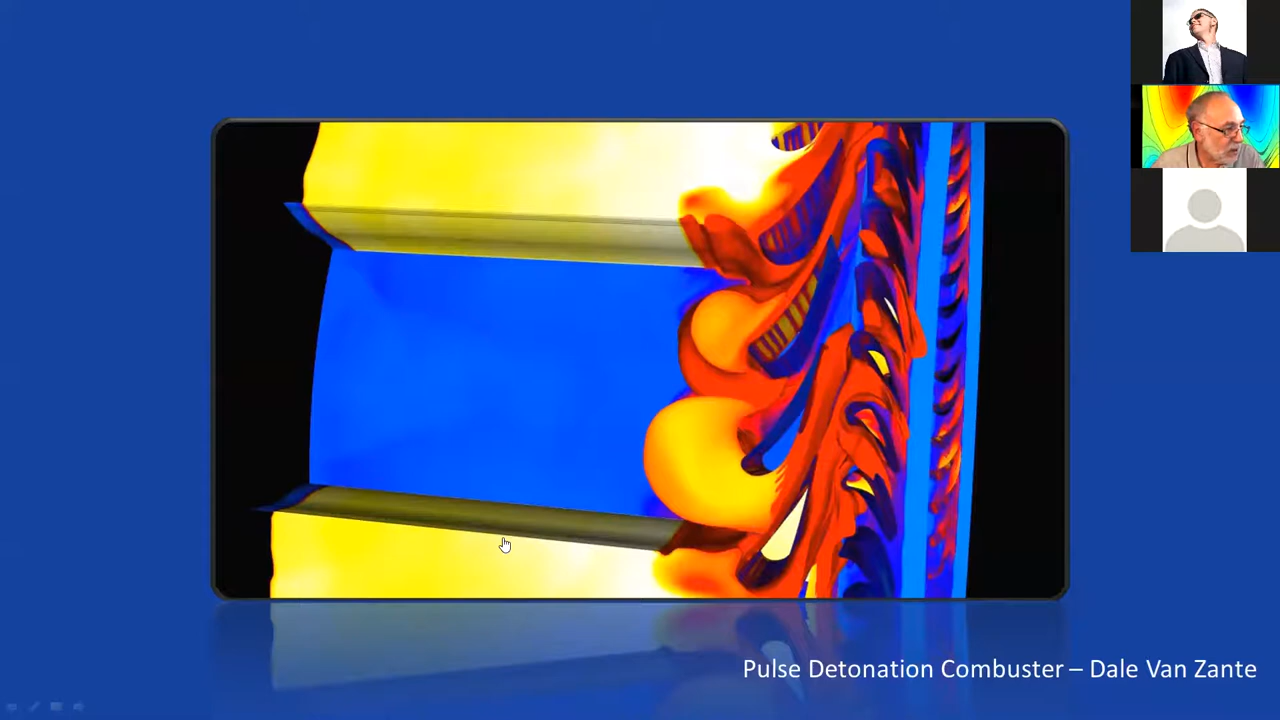 Pulse Detonation Combuster – Dale Van Zante